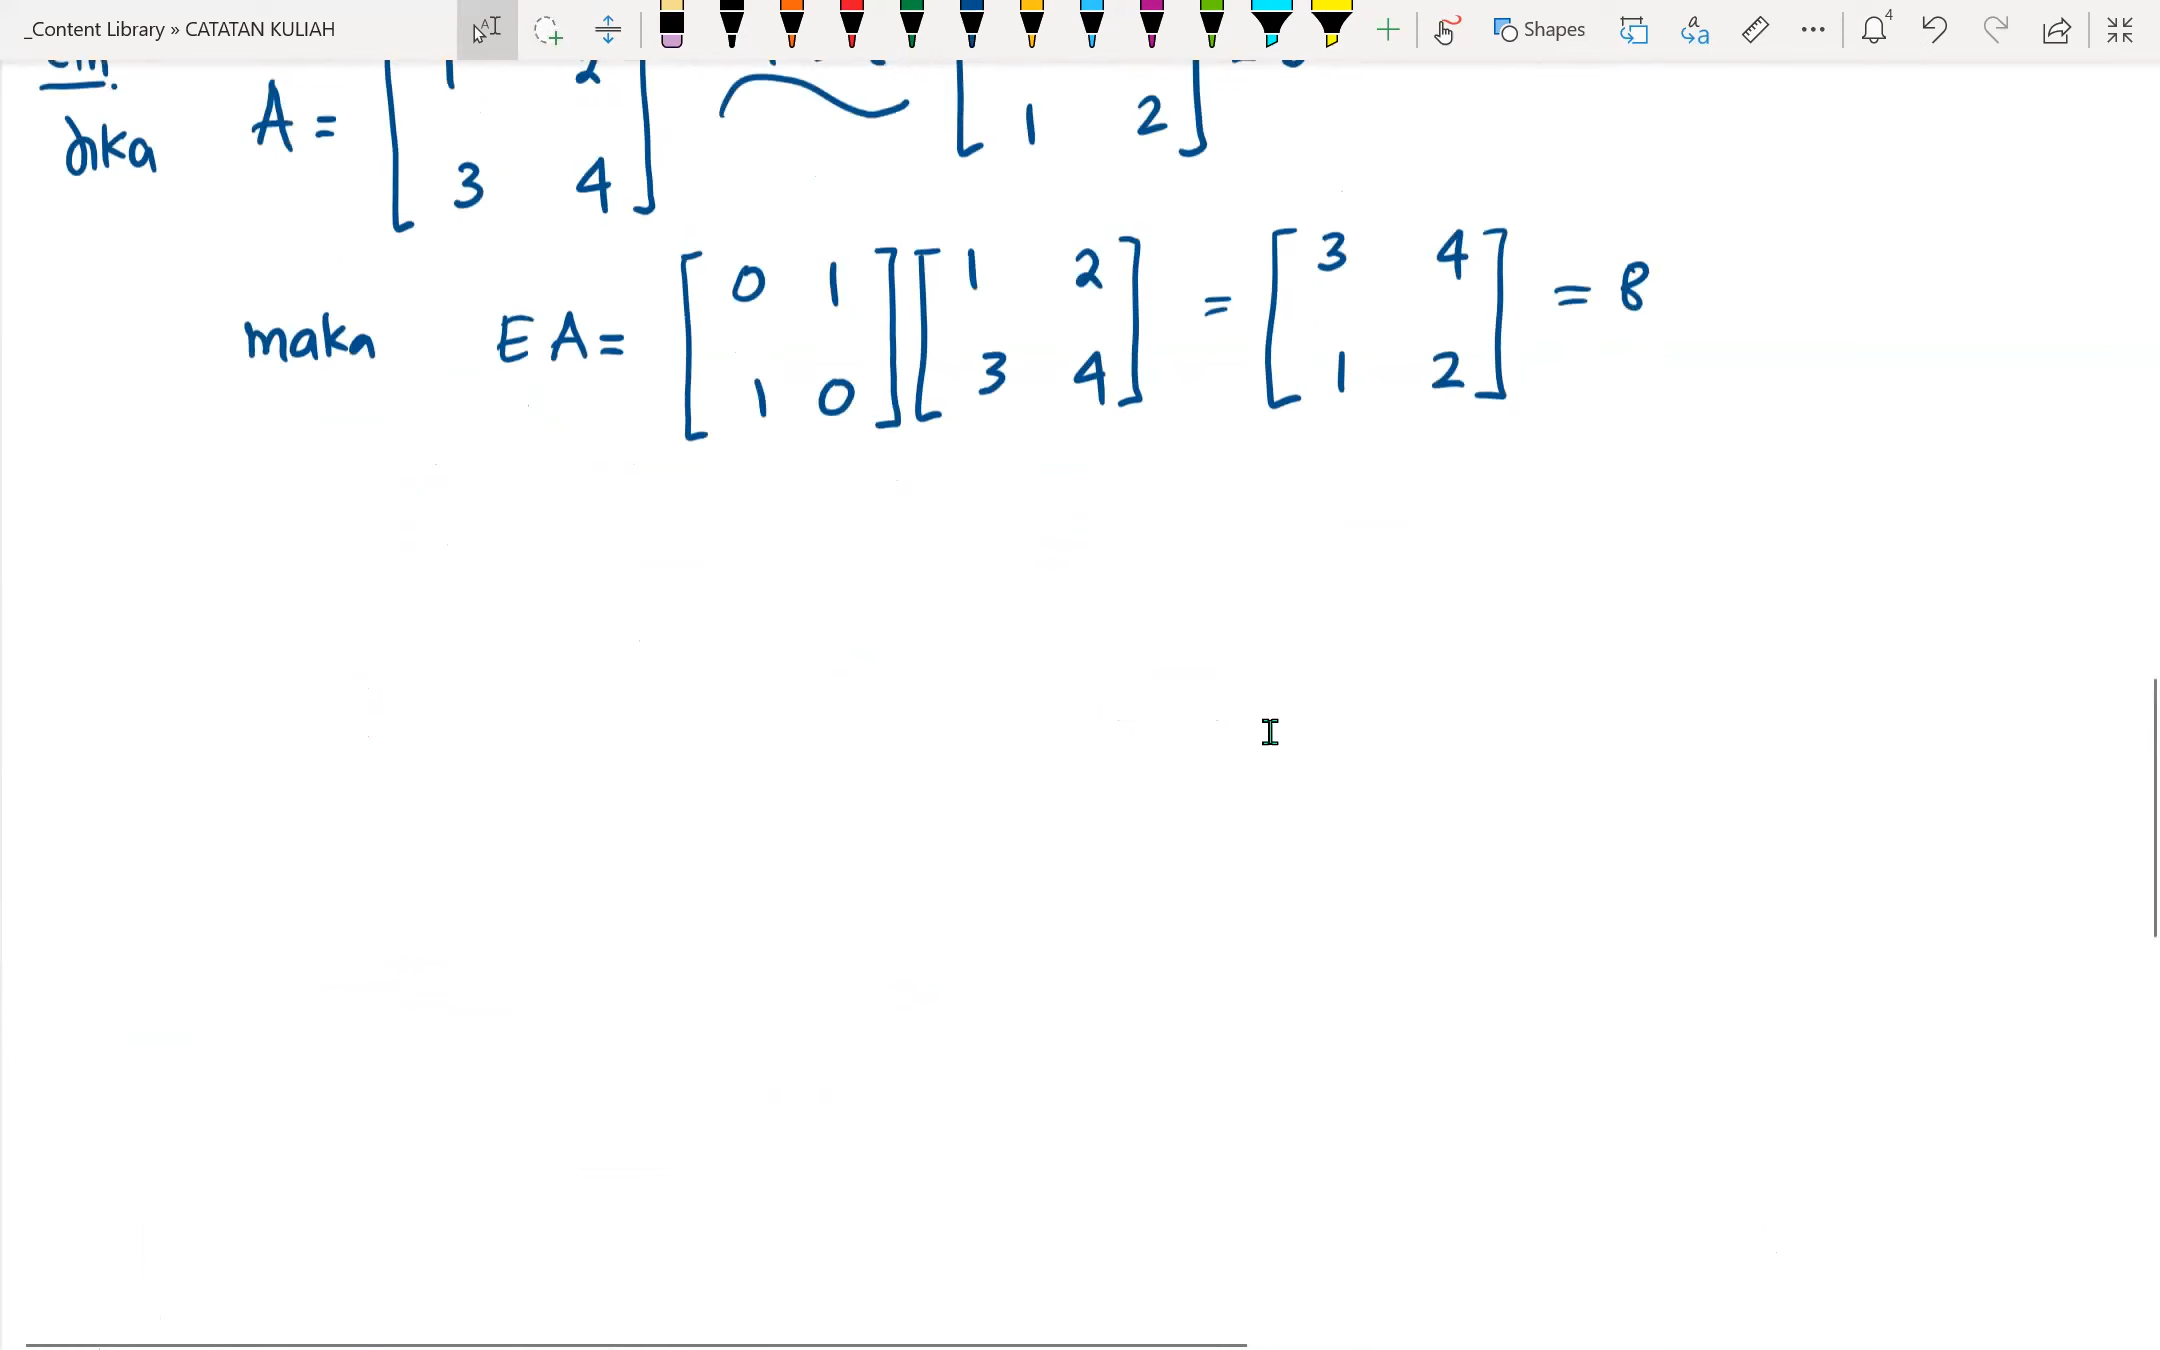 _Content Library » CATATAN KULIAH Shapes 4
Jika A = [ 1 2 ; 3 4 ] [ 1 2 ]
maka E A = [ 0 1 ; 1 0 ] [ 1 2 ; 3 4 ] = [ 3 4 ; 1 2 ] = B